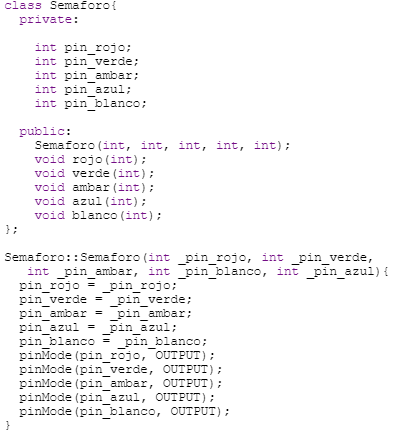 class Semaforo{
  private:

    int pin_rojo;
    int pin_verde;
    int pin_ambar;
    int pin_azul;
    int pin_blanco;

  public:
    Semaforo(int, int, int, int, int);
    void rojo(int);
    void verde(int);
    void ambar(int);
    void azul(int);
    void blanco(int);
};

Semaforo::Semaforo(int _pin_rojo, int _pin_verde,
   int _pin_ambar, int _pin_blanco, int _pin_azul){
  pin_rojo = _pin_rojo;
  pin_verde = _pin_verde;
  pin_ambar = _pin_ambar;
  pin_azul = _pin_azul;
  pin_blanco = _pin_blanco;
  pinMode(pin_rojo, OUTPUT);
  pinMode(pin_verde, OUTPUT);
  pinMode(pin_ambar, OUTPUT);
  pinMode(pin_azul, OUTPUT);
  pinMode(pin_blanco, OUTPUT);
}